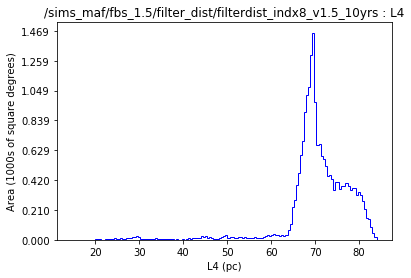 /sims_maf/fbs_1.5/filter_dist/filterdist_indx8_v1.5_10yrs : L4
1.469
1.259
1.049
0.839
0.629
0.420
0.210
0.000
Area (1000s of square degrees)
20 30 40 50 60 70 80
L4 (pc)